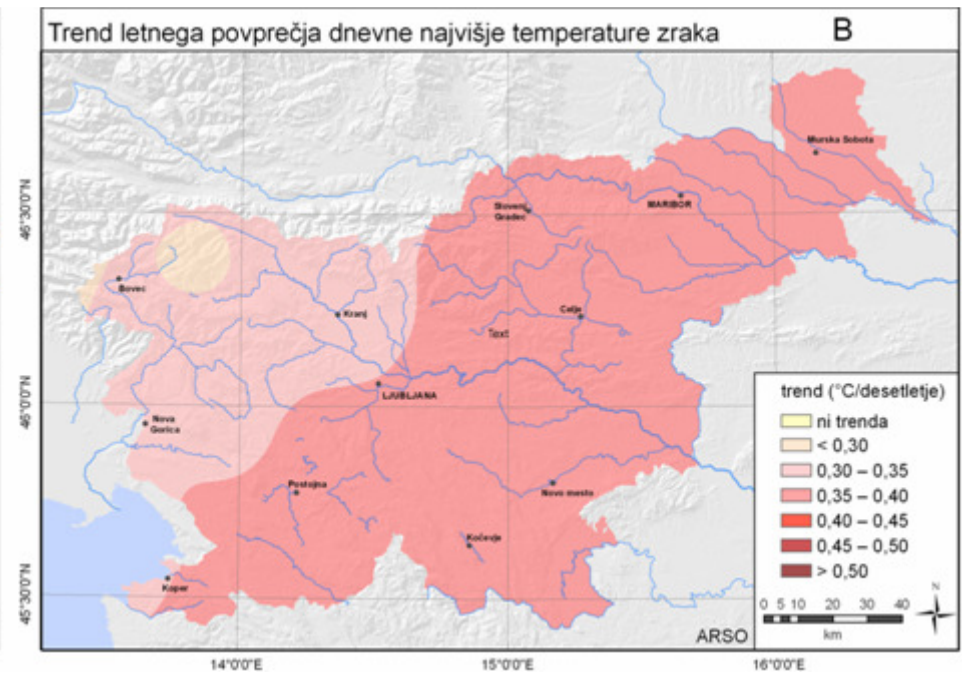 Trend letnega povprečja dnevne najvišje temperature zraka
B
Murska Sobota
Slovenj
Gradec
MARIBOR
46°30'0"N
Bovec
Kranj
Celje
Text
LJUBLJANA
46°0'0"N
Nova
Gorica
Postojna
Novo mesto
Kočevje
Koper
45°30'0"N
trend (°C/desetletje)
ni trenda
< 0,30
0,30 – 0,35
0,35 – 0,40
0,40 – 0,45
0,45 – 0,50
> 0,50
N
0 5 10 20 30 40
km
ARSO
14°0'0"E
15°0'0"E
16°0'0"E